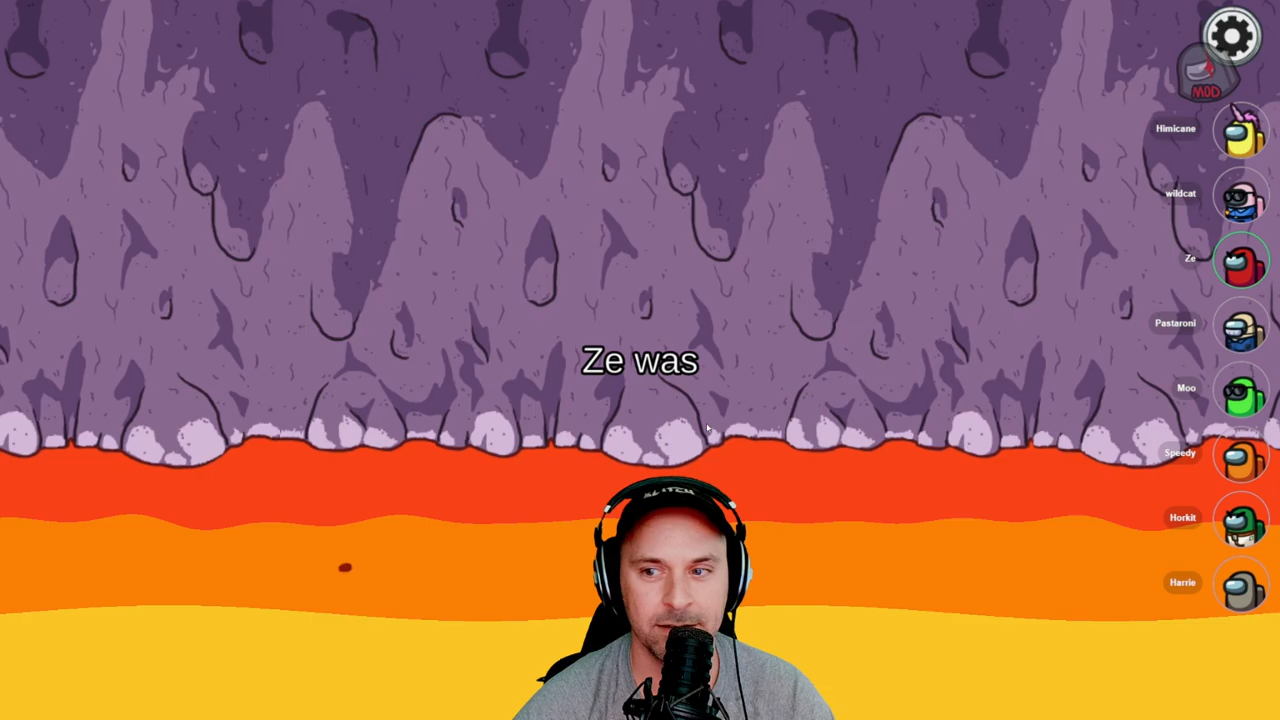 MOD
Himicane
wildcat
Ze
Pastaroni
Ze was
Moo
Speedy
Horkit
Harrie